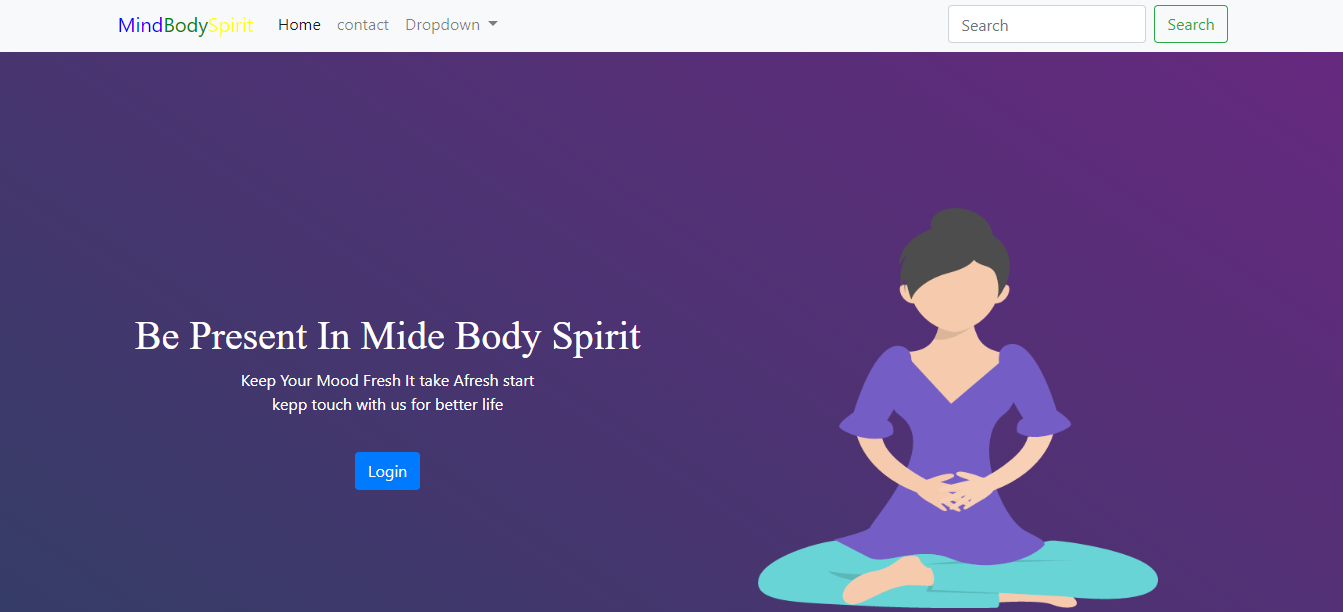 MindBodySpirit Home contact Dropdown Search Search
Be Present In Mide Body Spirit
Keep Your Mood Fresh It take Afresh start
kepp touch with us for better life
Login